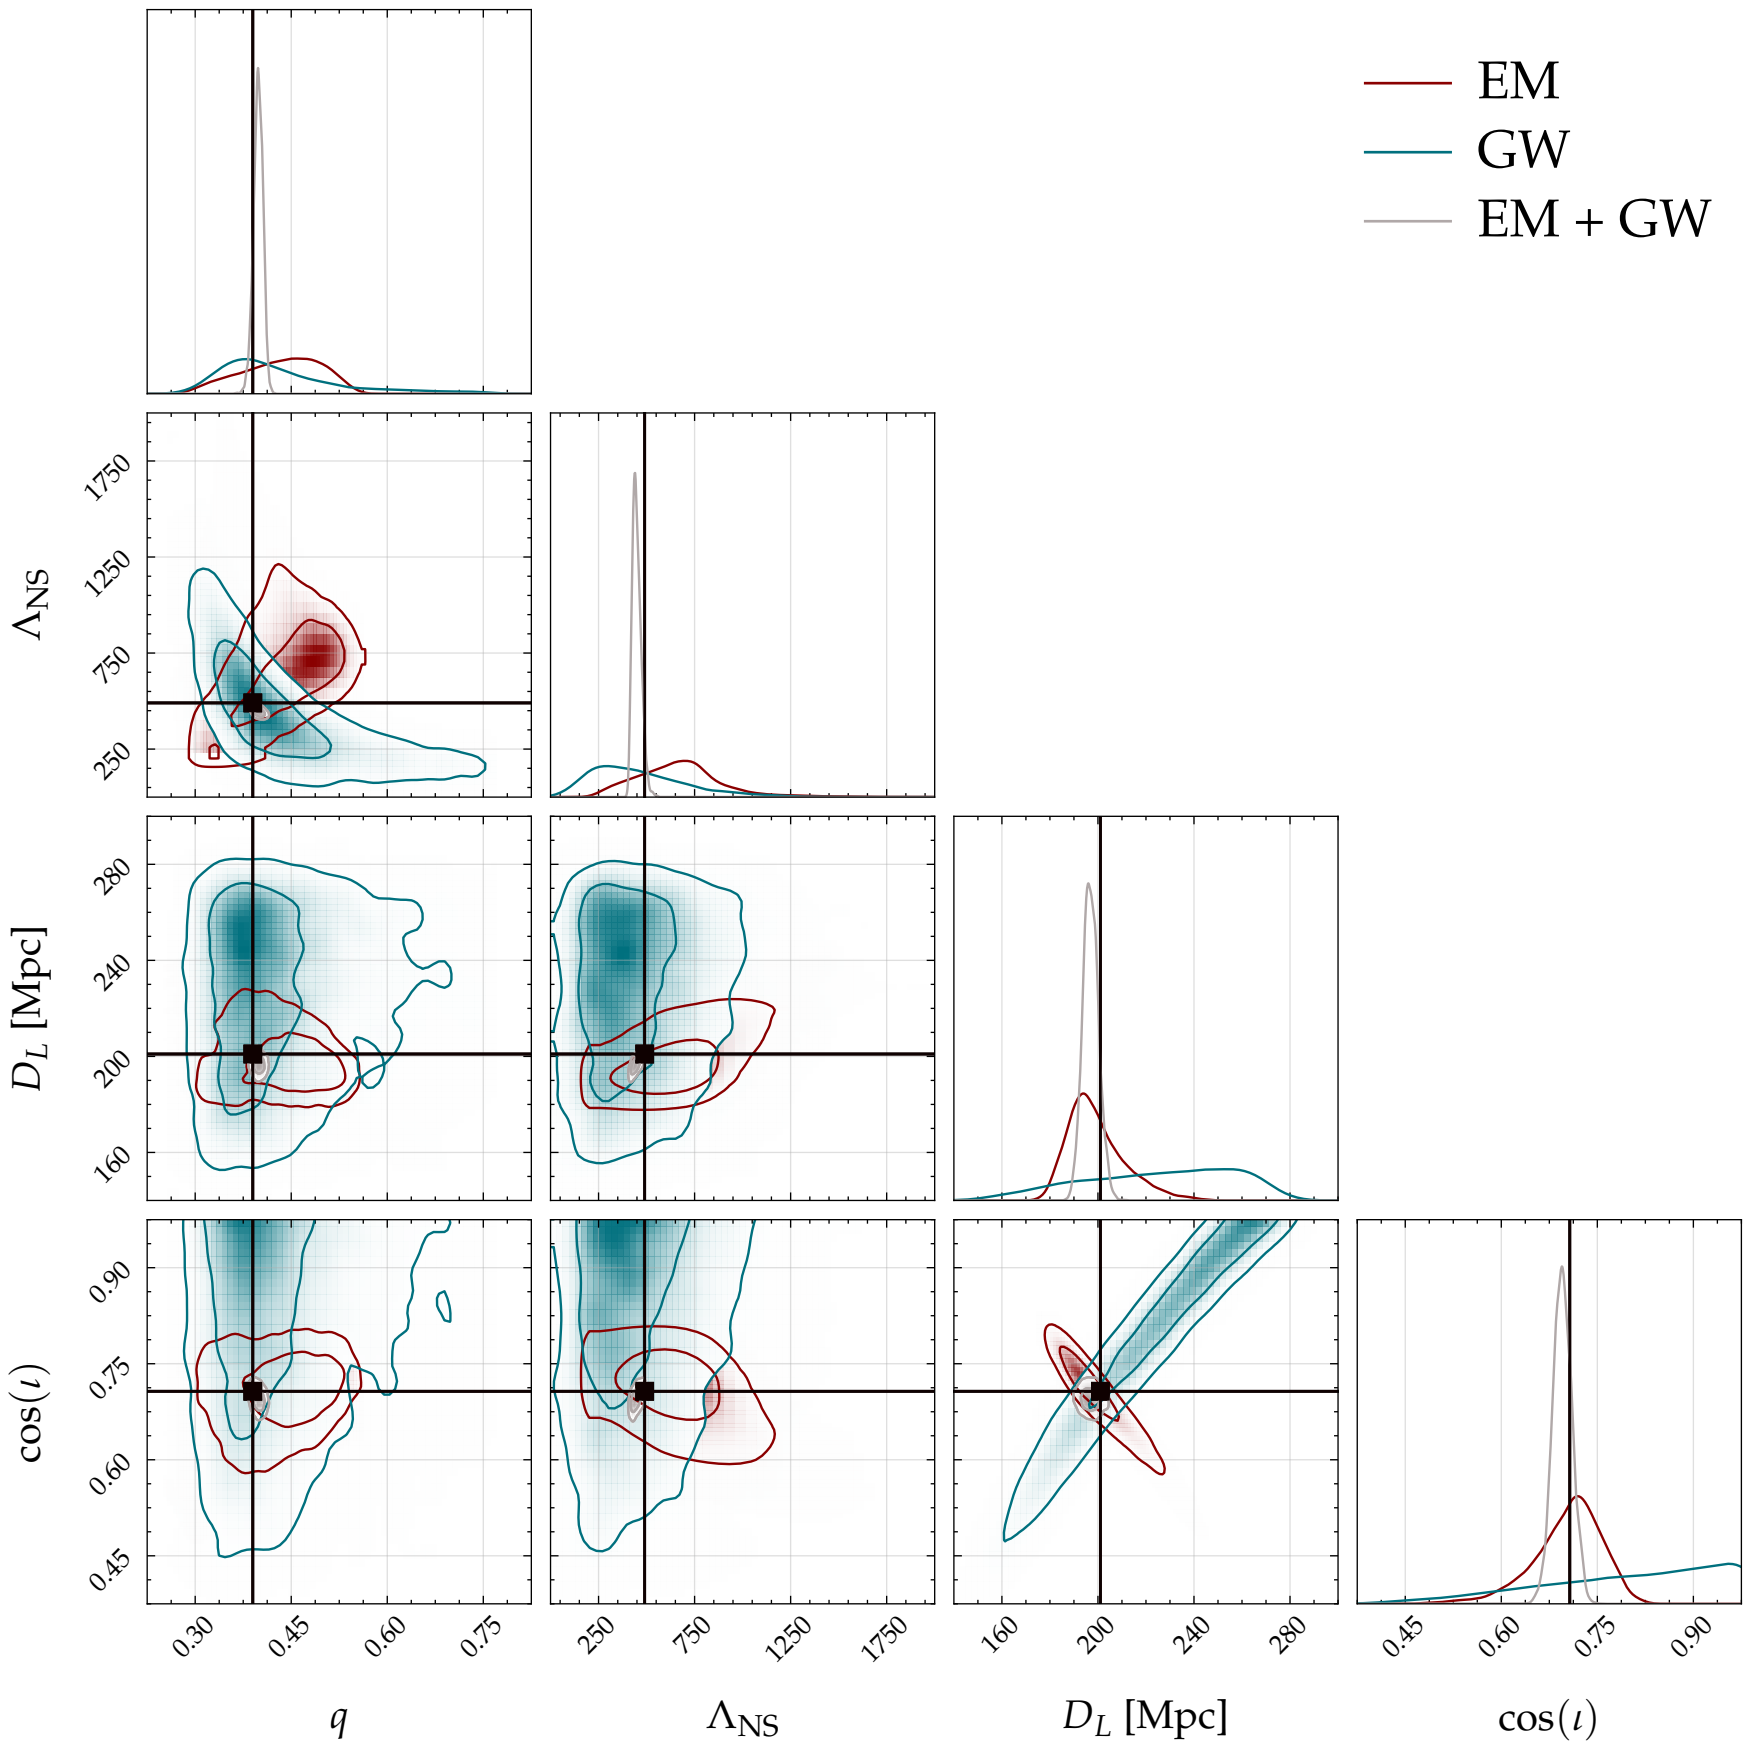 EM
GW
EM + GW
Λ_NS
1750
1250
750
250
D_L [Mpc]
280
240
200
160
cos(ι)
0.90
0.75
0.60
0.45
0.30 0.45 0.60 0.75
250 750 1250 1750
160 200 240 280
0.45 0.60 0.75 0.90
q
Λ_NS
D_L [Mpc]
cos(ι)